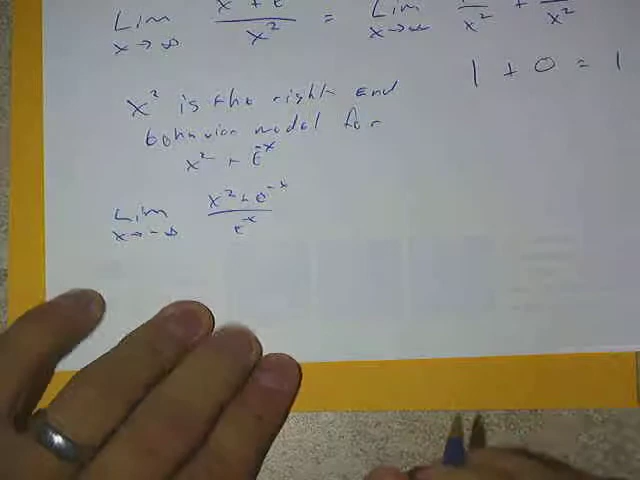 Lim x→∞ x² + e / x² = Lim x→∞ x² / x² + / x²
1 + 0 = 1
x² is the right End
behavior model for
x² + e^-x
Lim x→-∞ x² + e^-x / e^-x